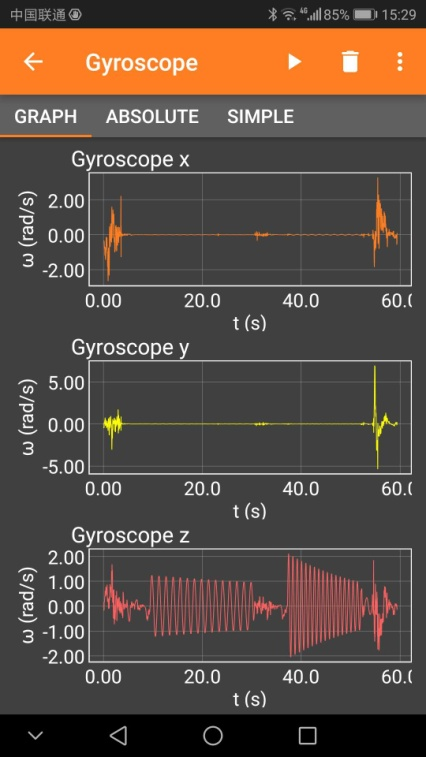 中国联通 4G 85% 15:29
Gyroscope
GRAPH ABSOLUTE SIMPLE
Gyroscope x
ω (rad/s)
2.00
0.00
-2.00
0.00 20.0 40.0 60.0
t (s)
Gyroscope y
ω (rad/s)
5.00
0.00
-5.00
0.00 20.0 40.0 60.0
t (s)
Gyroscope z
ω (rad/s)
2.00
1.00
0.00
-1.00
-2.00
0.00 20.0 40.0 60.0
t (s)